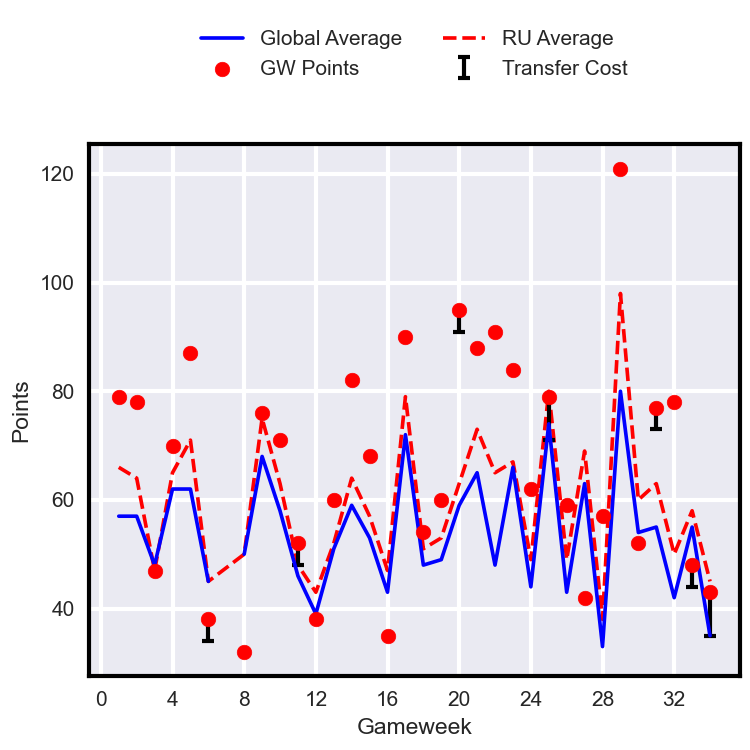 Global Average RU Average
GW Points Transfer Cost
120
100
80
60
40
Points
0 4 8 12 16 20 24 28 32
Gameweek